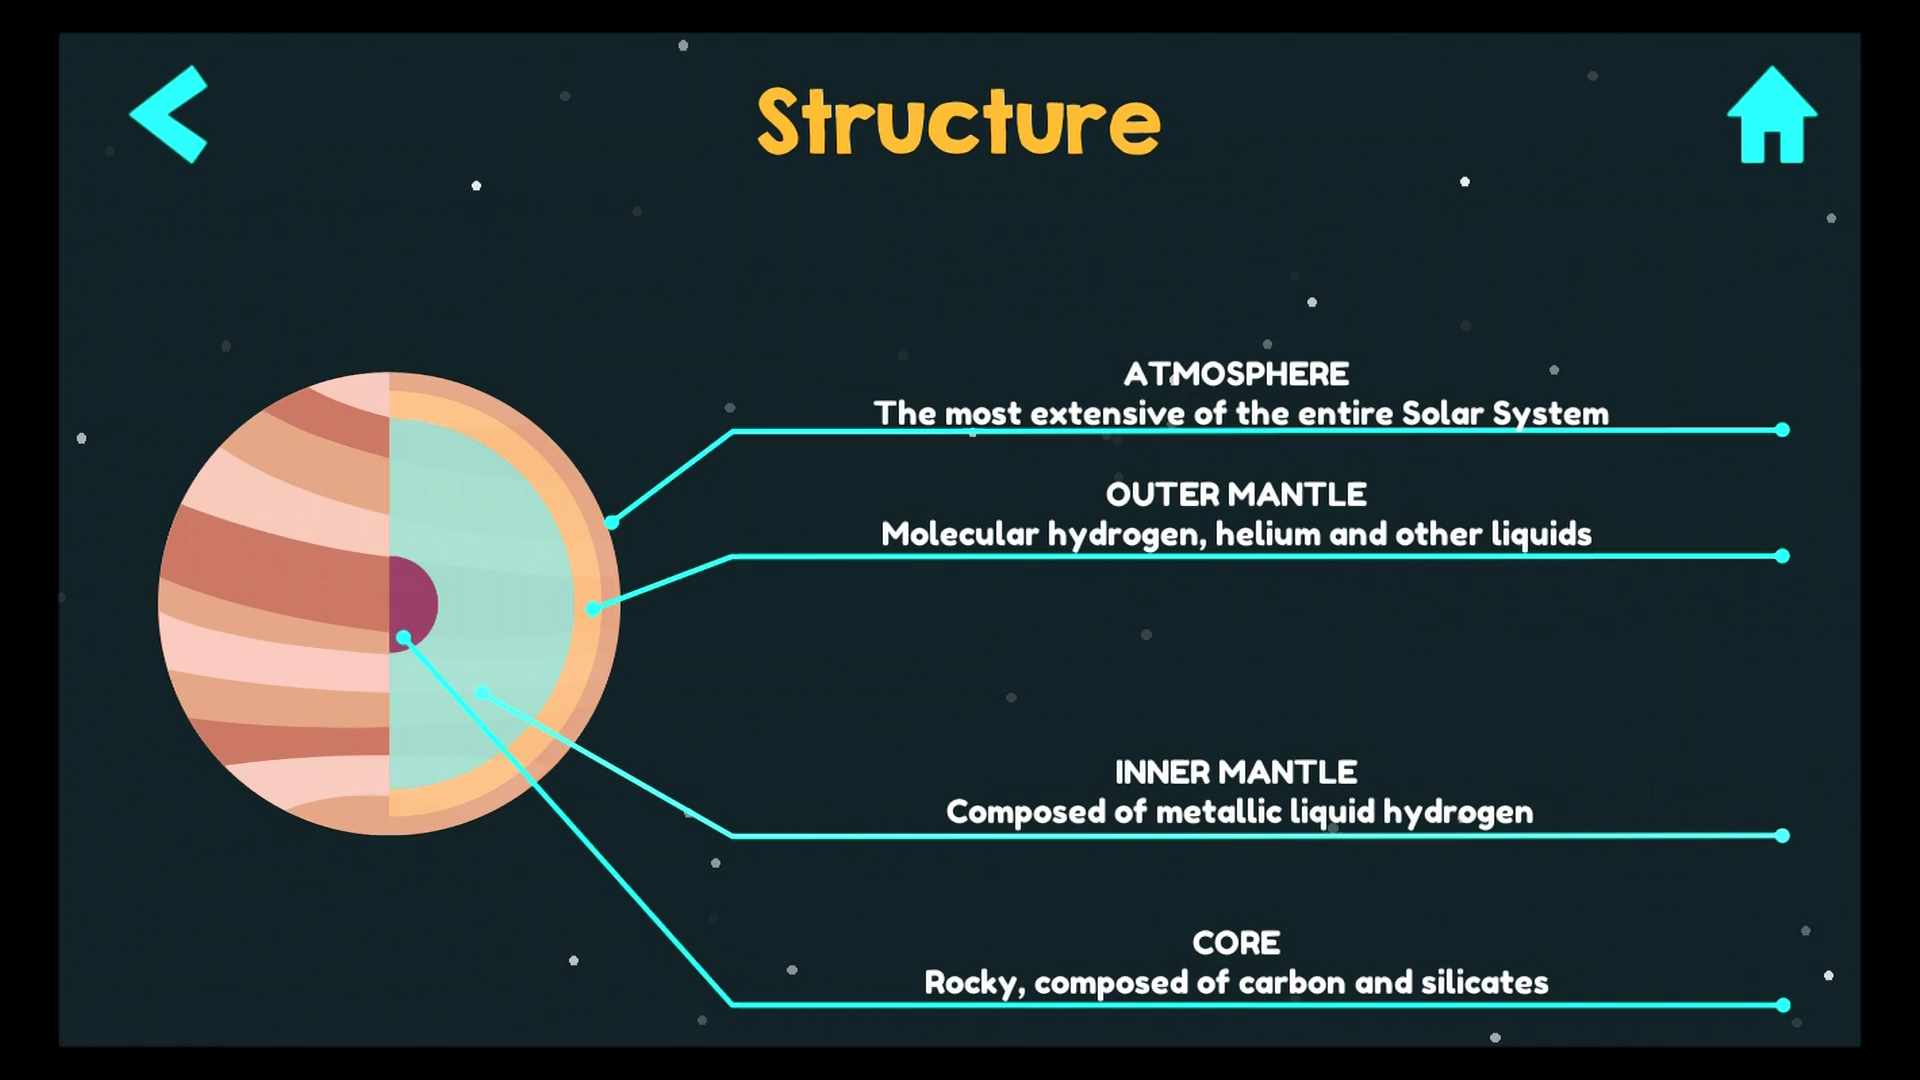 Structure
ATMOSPHERE
The most extensive of the entire Solar System
OUTER MANTLE
Molecular hydrogen, helium and other liquids
INNER MANTLE
Composed of metallic liquid hydrogen
CORE
Rocky, composed of carbon and silicates